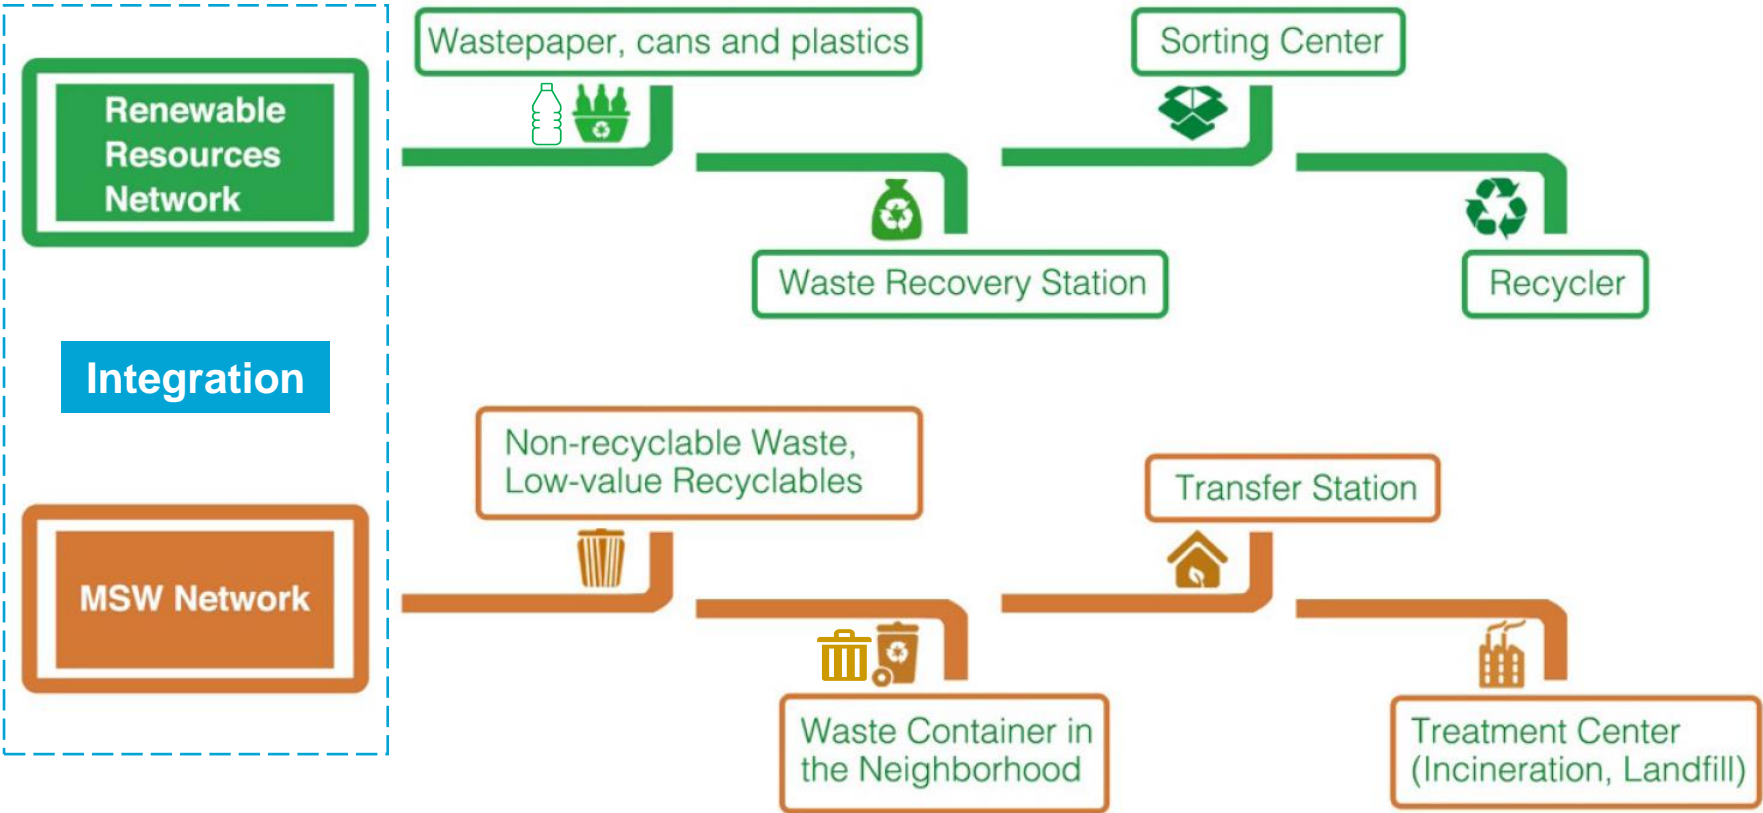 Wastepaper, cans and plastics
Sorting Center
Renewable
Resources
Network
Waste Recovery Station
Recycler
Integration
Non-recyclable Waste,
Low-value Recyclables
Transfer Station
MSW Network
Waste Container in
the Neighborhood
Treatment Center
(Incineration, Landfill)